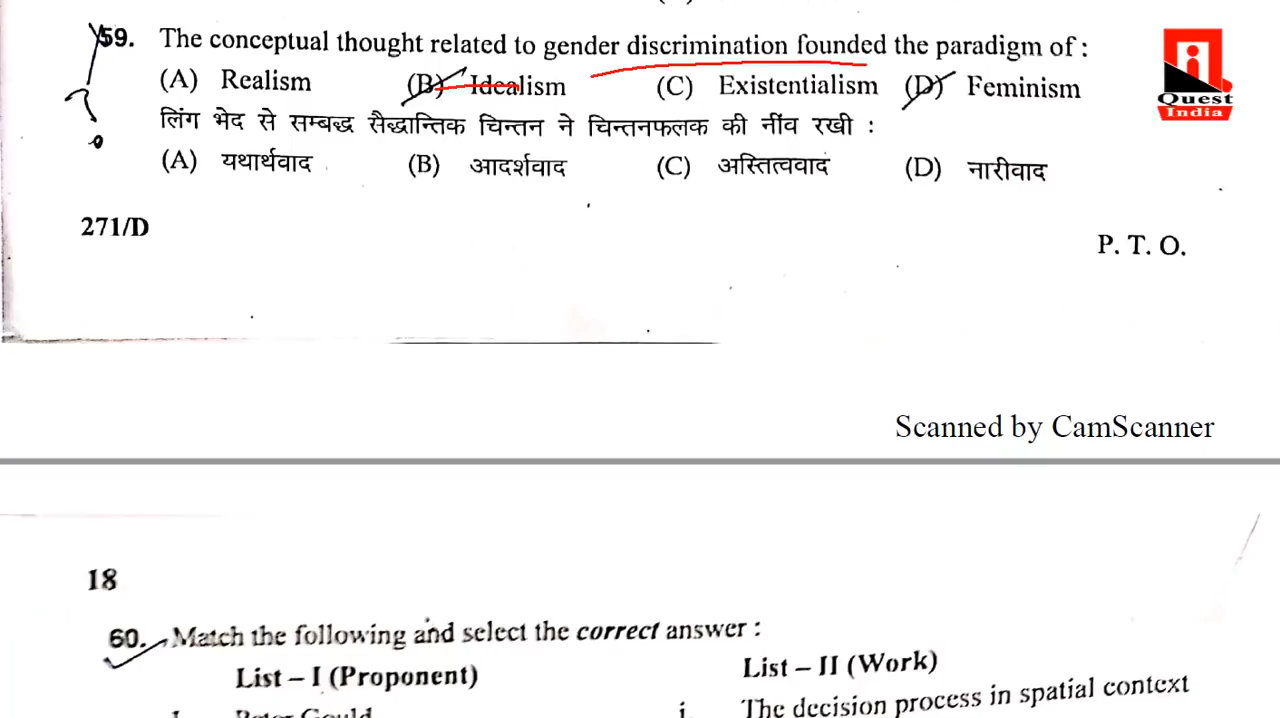 59. The conceptual thought related to gender discrimination founded the paradigm of :
(A) Realism (B) Idealism (C) Existentialism (D) Feminism
लिंग भेद से सम्बद्ध सैद्धान्तिक चिन्तन ने चिन्तनफलक की नींव रखी :
(A) यथार्थवाद (B) आदर्शवाद (C) अस्तित्ववाद (D) नारीवाद
Quest
India
271/D
P. T. O.
Scanned by CamScanner
18
60. Match the following and select the correct answer :
List – I (Proponent) List – II (Work)
Peter Gould i. The decision process in spatial context